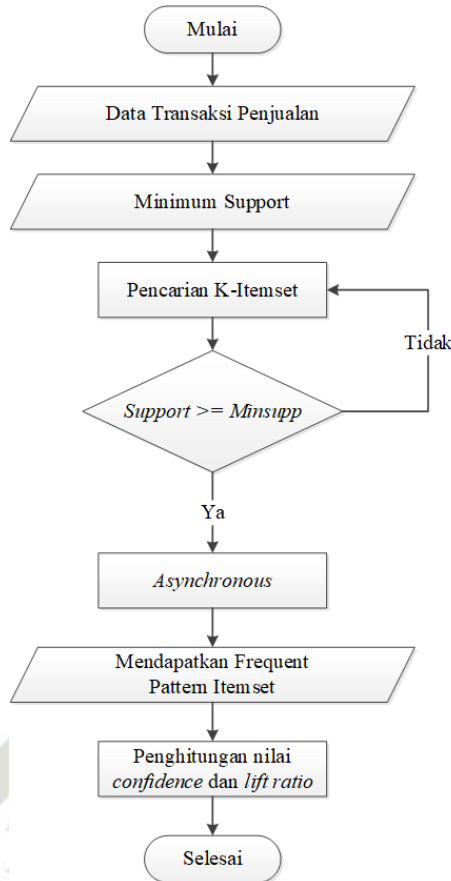 Mulai
Data Transaksi Penjualan
Minimum Support
Pencarian K-Itemset
Tidak
Support >= Minsupp
Ya
Asynchronous
Mendapatkan Frequent
Pattern Itemset
Penghitungan nilai
confidence dan lift ratio
Selesai